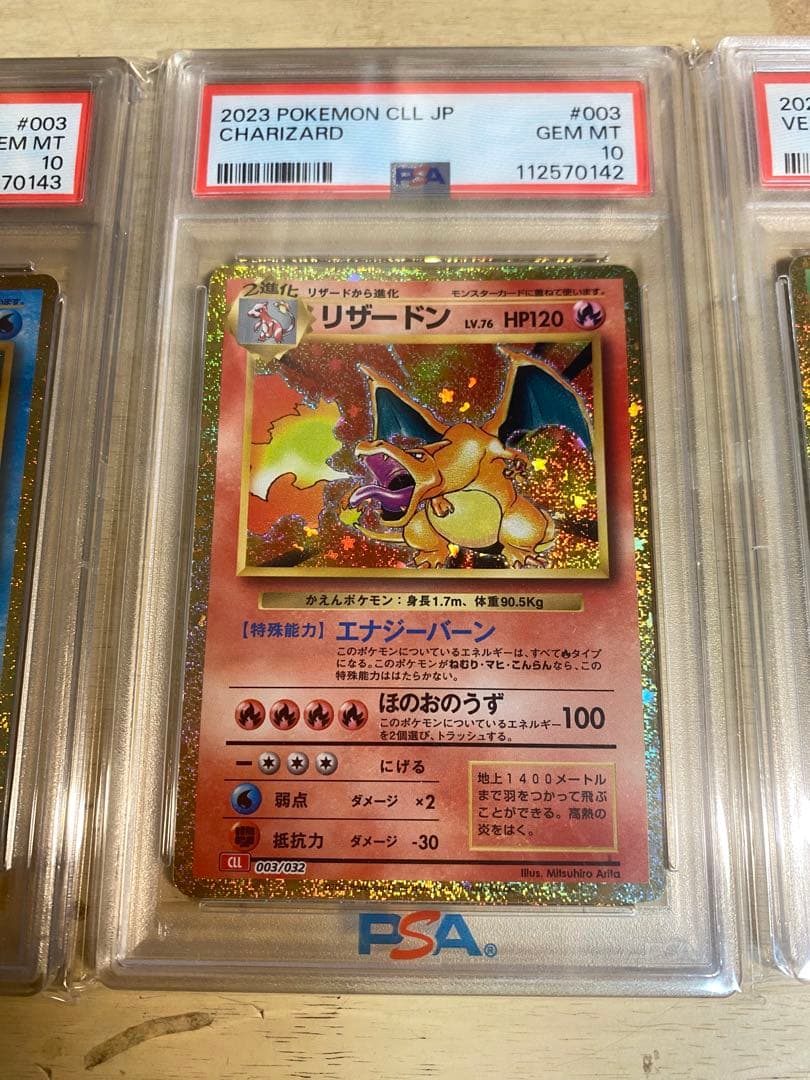 #003
EM MT
10
70143
2023 POKEMON CLL JP
CHARIZARD
#003
GEM MT
10
112570142
PSA
202
VE
2進化
リザードから進化
モンスターカードに重ねて使います。
リザードン LV.76 HP120
かえんポケモン：身長1.7m、体重90.5Kg
【特殊能力】エナジーバーン
このポケモンについているエネルギーは、すべて🔥タイプ
になる。このポケモンがねむり・マヒ・こんらんなら、この
特殊能力ははたらかない。
ほのおのうず
このポケモンについているエネルギー
を2個選び、トラッシュする。
100
にげる
弱点 ダメージ ×2
抵抗力 ダメージ -30
地上1400メートル
まで羽をつかって飛ぶ
ことができる。高熱の
炎をはく。
CLL 003/032
Illus. Mitsuhiro Arita
PSA®